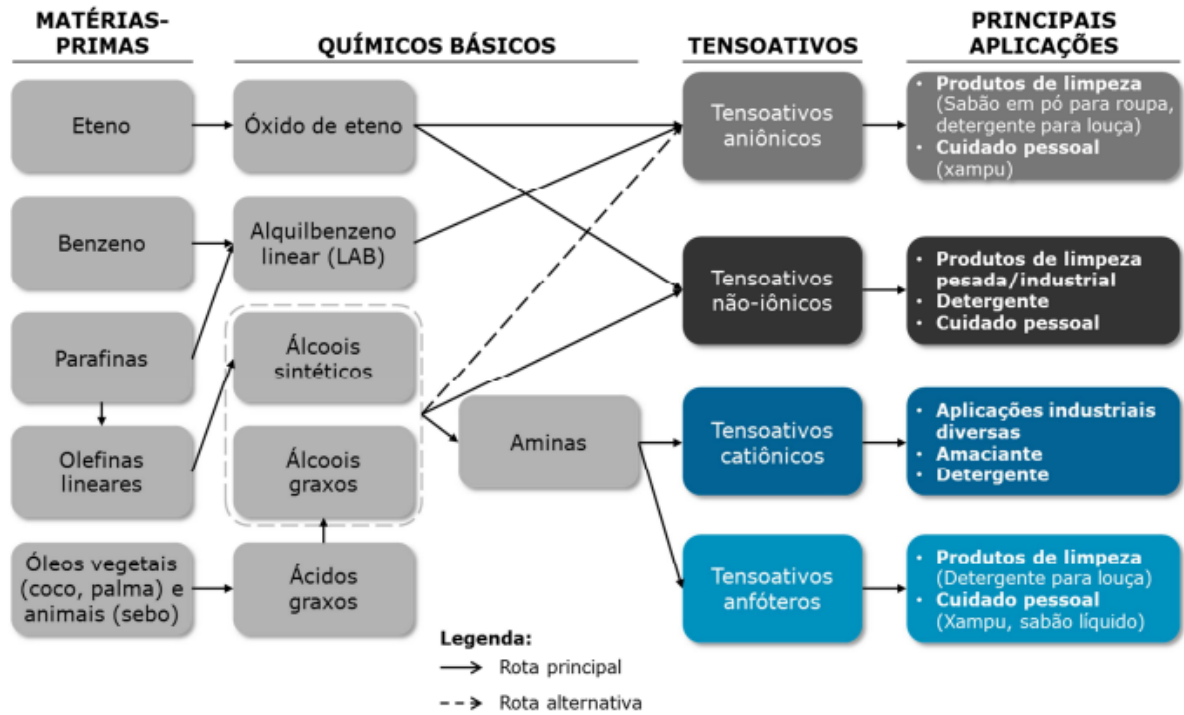 MATÉRIAS-
PRIMAS
QUÍMICOS BÁSICOS
TENSOATIVOS
PRINCIPAIS
APLICAÇÕES
Eteno
Óxido de eteno
Tensoativos
aniônicos
• Produtos de limpeza
(Sabão em pó para roupa,
detergente para louça)
• Cuidado pessoal
(xampu)
Benzeno
Alquilbenzeno
linear (LAB)
Tensoativos
não-iônicos
• Produtos de limpeza
pesada/industrial
• Detergente
• Cuidado pessoal
Parafinas
Álcoois
sintéticos
Olefinas
lineares
Álcoois
graxos
Aminas
Tensoativos
catiônicos
• Aplicações industriais
diversas
• Amaciante
• Detergente
Óleos vegetais
(coco, palma) e
animais (sebo)
Ácidos
graxos
Tensoativos
anfóteros
• Produtos de limpeza
(Detergente para louça)
• Cuidado pessoal
(Xampu, sabão líquido)
Legenda:
Rota principal
Rota alternativa